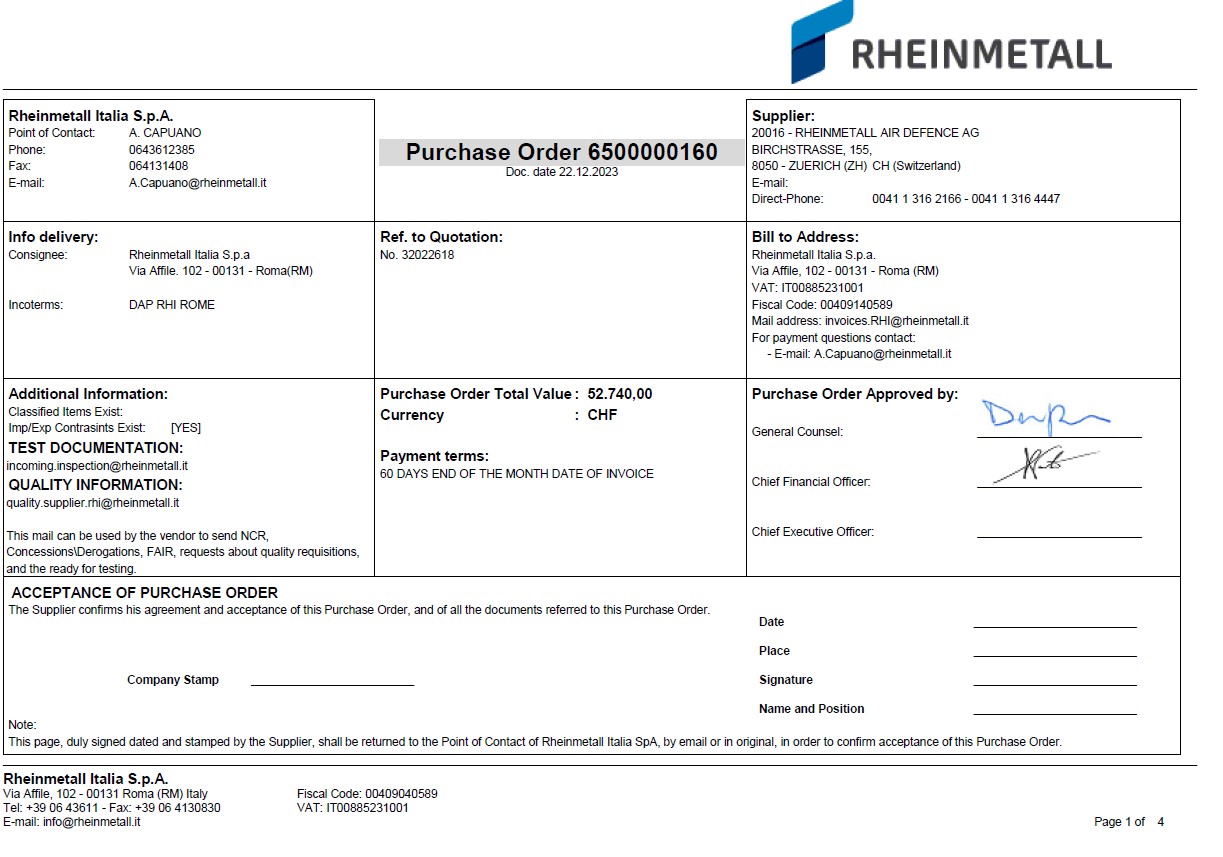 RHEINMETALL
Rheinmetall Italia S.p.A.
Point of Contact: A. CAPUANO
Phone: 0643612385
Fax: 064131408
E-mail: A.Capuano@rheinmetall.it
Purchase Order 6500000160
Doc. date 22.12.2023
Supplier:
20016 - RHEINMETALL AIR DEFENCE AG
BIRCHSTRASSE, 155,
8050 - ZUERICH (ZH) CH (Switzerland)
E-mail:
Direct-Phone: 0041 1 316 2166 - 0041 1 316 4447
Info delivery:
Consignee: Rheinmetall Italia S.p.a
Via Affile. 102 - 00131 - Roma(RM)
Incoterms: DAP RHI ROME
Ref. to Quotation:
No. 32022618
Bill to Address:
Rheinmetall Italia S.p.a.
Via Affile, 102 - 00131 - Roma (RM)
VAT: IT00885231001
Fiscal Code: 00409140589
Mail address: invoices.RHI@rheinmetall.it
For payment questions contact:
- E-mail: A.Capuano@rheinmetall.it
Additional Information:
Classified Items Exist:
Imp/Exp Contrasints Exist: [YES]
TEST DOCUMENTATION:
incoming.inspection@rheinmetall.it
QUALITY INFORMATION:
quality.supplier.rhi@rheinmetall.it
This mail can be used by the vendor to send NCR,
Concessions\Derogations, FAIR, requests about quality requisitions,
and the ready for testing.
Purchase Order Total Value : 52.740,00
Currency : CHF
Payment terms:
60 DAYS END OF THE MONTH DATE OF INVOICE
Purchase Order Approved by:
General Counsel:
Chief Financial Officer:
Chief Executive Officer:
ACCEPTANCE OF PURCHASE ORDER
The Supplier confirms his agreement and acceptance of this Purchase Order, and of all the documents referred to this Purchase Order.
Date
Place
Company Stamp
Signature
Name and Position
Note:
This page, duly signed dated and stamped by the Supplier, shall be returned to the Point of Contact of Rheinmetall Italia SpA, by email or in original, in order to confirm acceptance of this Purchase Order.
Rheinmetall Italia S.p.A.
Via Affile, 102 - 00131 Roma (RM) Italy
Tel: +39 06 43611 - Fax: +39 06 4130830
E-mail: info@rheinmetall.it
Fiscal Code: 00409040589
VAT: IT00885231001
Page 1 of 4